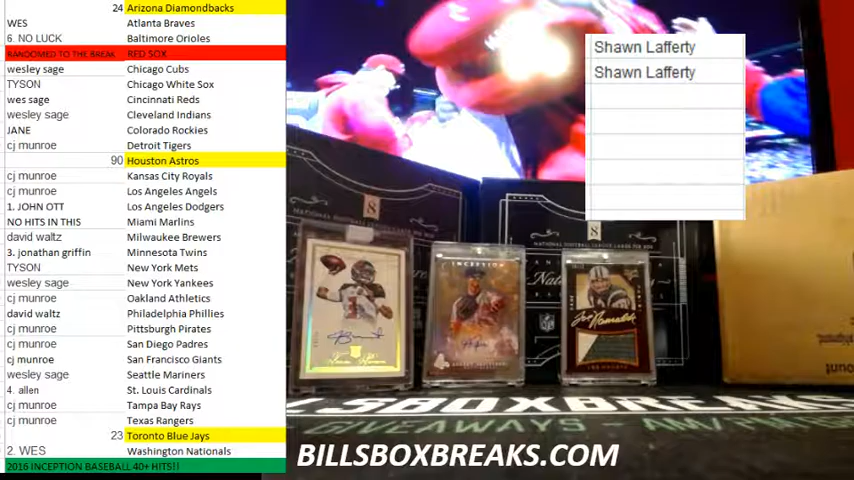 24 Arizona Diamondbacks
WES Atlanta Braves
6. NO LUCK Baltimore Orioles
RANDOMED TO THE BREAK RED SOX
wesley sage Chicago Cubs
TYSON Chicago White Sox
wes sage Cincinnati Reds
wesley sage Cleveland Indians
JANE Colorado Rockies
cj munroe Detroit Tigers
90 Houston Astros
cj munroe Kansas City Royals
cj munroe Los Angeles Angels
1. JOHN OTT Los Angeles Dodgers
NO HITS IN THIS Miami Marlins
david waltz Milwaukee Brewers
3. jonathan griffin Minnesota Twins
TYSON New York Mets
wesley sage New York Yankees
cj munroe Oakland Athletics
david waltz Philadelphia Phillies
cj munroe Pittsburgh Pirates
cj munroe San Diego Padres
cj munroe San Francisco Giants
wesley sage Seattle Mariners
4. allen St. Louis Cardinals
cj munroe Tampa Bay Rays
cj munroe Texas Rangers
23 Toronto Blue Jays
2. WES Washington Nationals
2016 INCEPTION BASEBALL 40+ HITS!!
Shawn Lafferty
Shawn Lafferty
8
8
INCEPTION
LSBOXBREAKS
GIVEAWAYS AM/PM
BILLSBOXBREAKS.COM